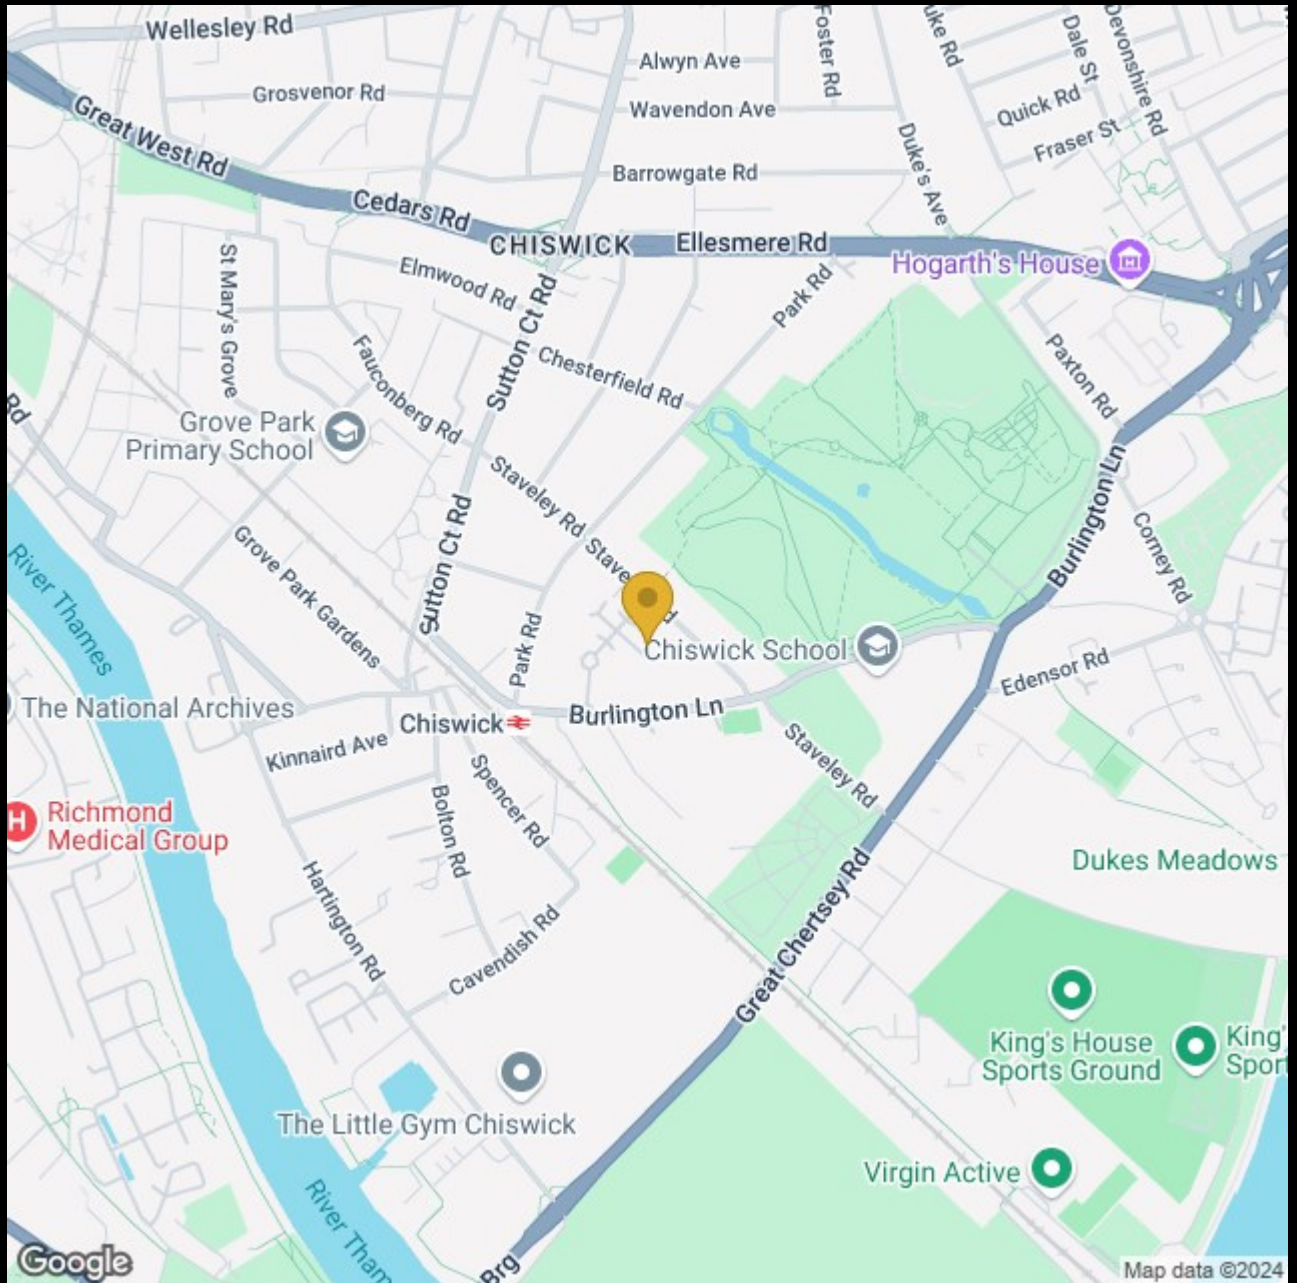 Wellesley Rd
Alwyn Ave
Foster Rd
Duke Rd
Dale St
Devonshire Rd
Grosvenor Rd
Wavendon Ave
Quick Rd
Fraser St
Great West Rd
Duke's Ave
Barrowgate Rd
Cedars Rd
CHISWICK
Ellesmere Rd
Hogarth's House
St Mary's Grove
Elmwood Rd
Sutton Ct Rd
Park Rd
Fauconberg Rd
Chesterfield Rd
Paxton Rd
Rd
Grove Park
Primary School
Staveley Rd
Burlington Ln
Sutton Ct Rd
Corney Rd
River Thames
Grove Park Gardens
Park Rd
Chiswick School
Edensor Rd
The National Archives
Chiswick
Burlington Ln
Kinnaird Ave
Staveley Rd
Spencer Rd
Bolton Rd
H
Richmond
Medical Group
Dukes Meadows
Hartington Rd
Great Chertsey Rd
Cavendish Rd
King's House
Sports Ground
King'
Sport
The Little Gym Chiswick
Virgin Active
River Tham
Brg
Google
Map data ©2024